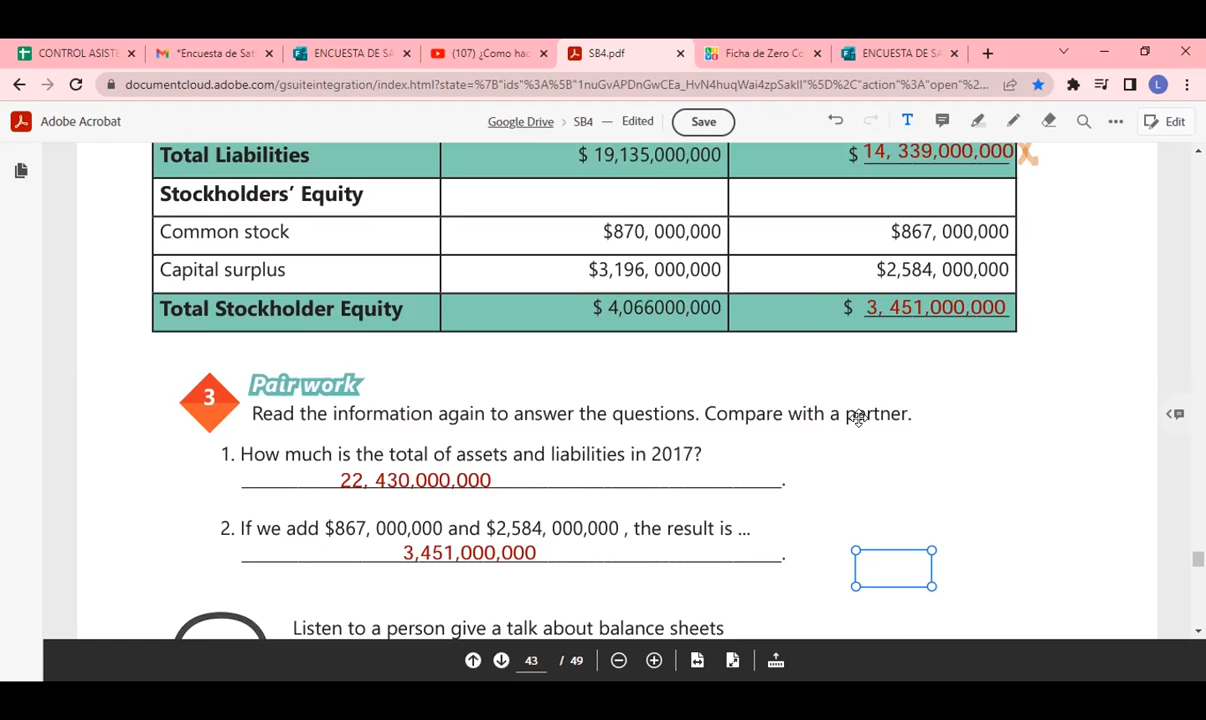 CONTROL ASISTE
*Encuesta de Sat
ENCUESTA DE SA
(107) ¿Como hac
SB4.pdf
Ficha de Zero Co
ENCUESTA DE SA
documentcloud.adobe.com/gsuiteintegration/index.html?state=%7B"ids"%3A%5B"1nuGvAPDnGwCEa_HvN4huqWai4zpSakII"%5D%2C"action"%3A"open"%2...
L
Adobe Acrobat
Google Drive — SB4 — Edited
Save
T
Edit
Total Liabilities $ 19,135,000,000 $ 14, 339,000,000 X
Stockholders’ Equity
Common stock $870, 000,000 $867, 000,000
Capital surplus $3,196, 000,000 $2,584, 000,000
Total Stockholder Equity $ 4,066000,000 $ 3, 451,000,000
3
Pair work
Read the information again to answer the questions. Compare with a partner.
1. How much is the total of assets and liabilities in 2017?
22, 430,000,000.
2. If we add $867, 000,000 and $2,584, 000,000 , the result is ...
3,451,000,000.
Listen to a person give a talk about balance sheets
43 / 49